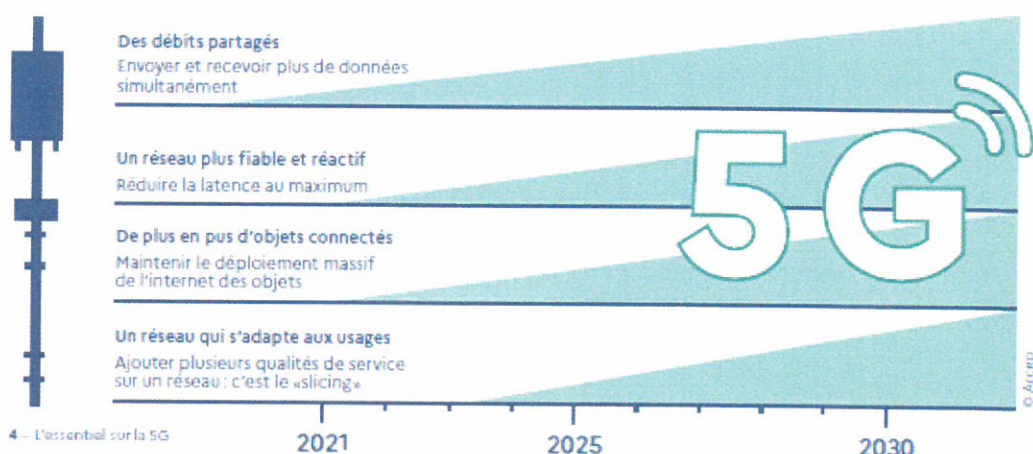 Des débits partagés
Envoyer et recevoir plus de données
simultanément
Un réseau plus fiable et réactif
Réduire la latence au maximum
De plus en pus d'objets connectés
Maintenir le déploiement massif
de l'internet des objets
Un réseau qui s'adapte aux usages
Ajouter plusieurs qualités de service
sur un réseau : c'est le «slicing»
5G
© Arcep
4 – L'essentiel sur la 5G
2021 2025 2030